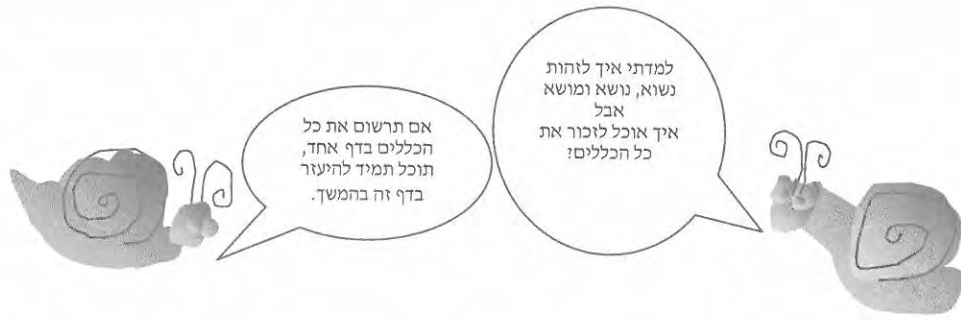 למדתי איך לזהות
נשוא, נושא ומושא
אבל
איך אוכל לזכור את
כל הכללים?
אם תרשום את כל
הכללים בדף אחד,
תוכל תמיד להיעזר
בדף זה בהמשך.